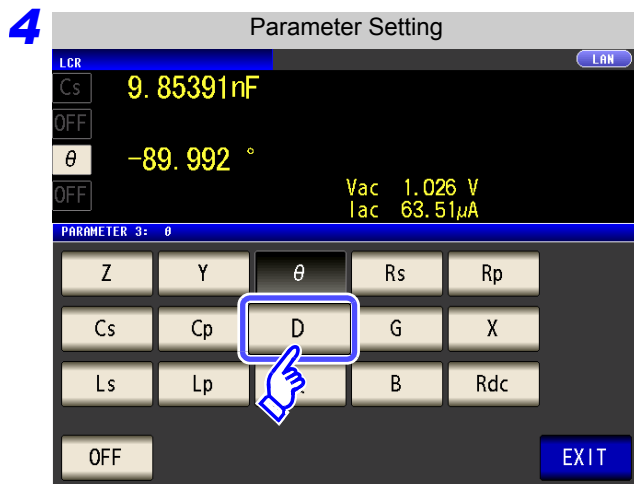 4
Parameter Setting
LCR LAN
Cs 9.85391nF
OFF
θ -89.992 °
OFF
Vac 1.026 V
Iac 63.51μA
PARAMETER 3: θ
Z Y θ Rs Rp
Cs Cp D G X
Ls Lp B Rdc
OFF EXIT